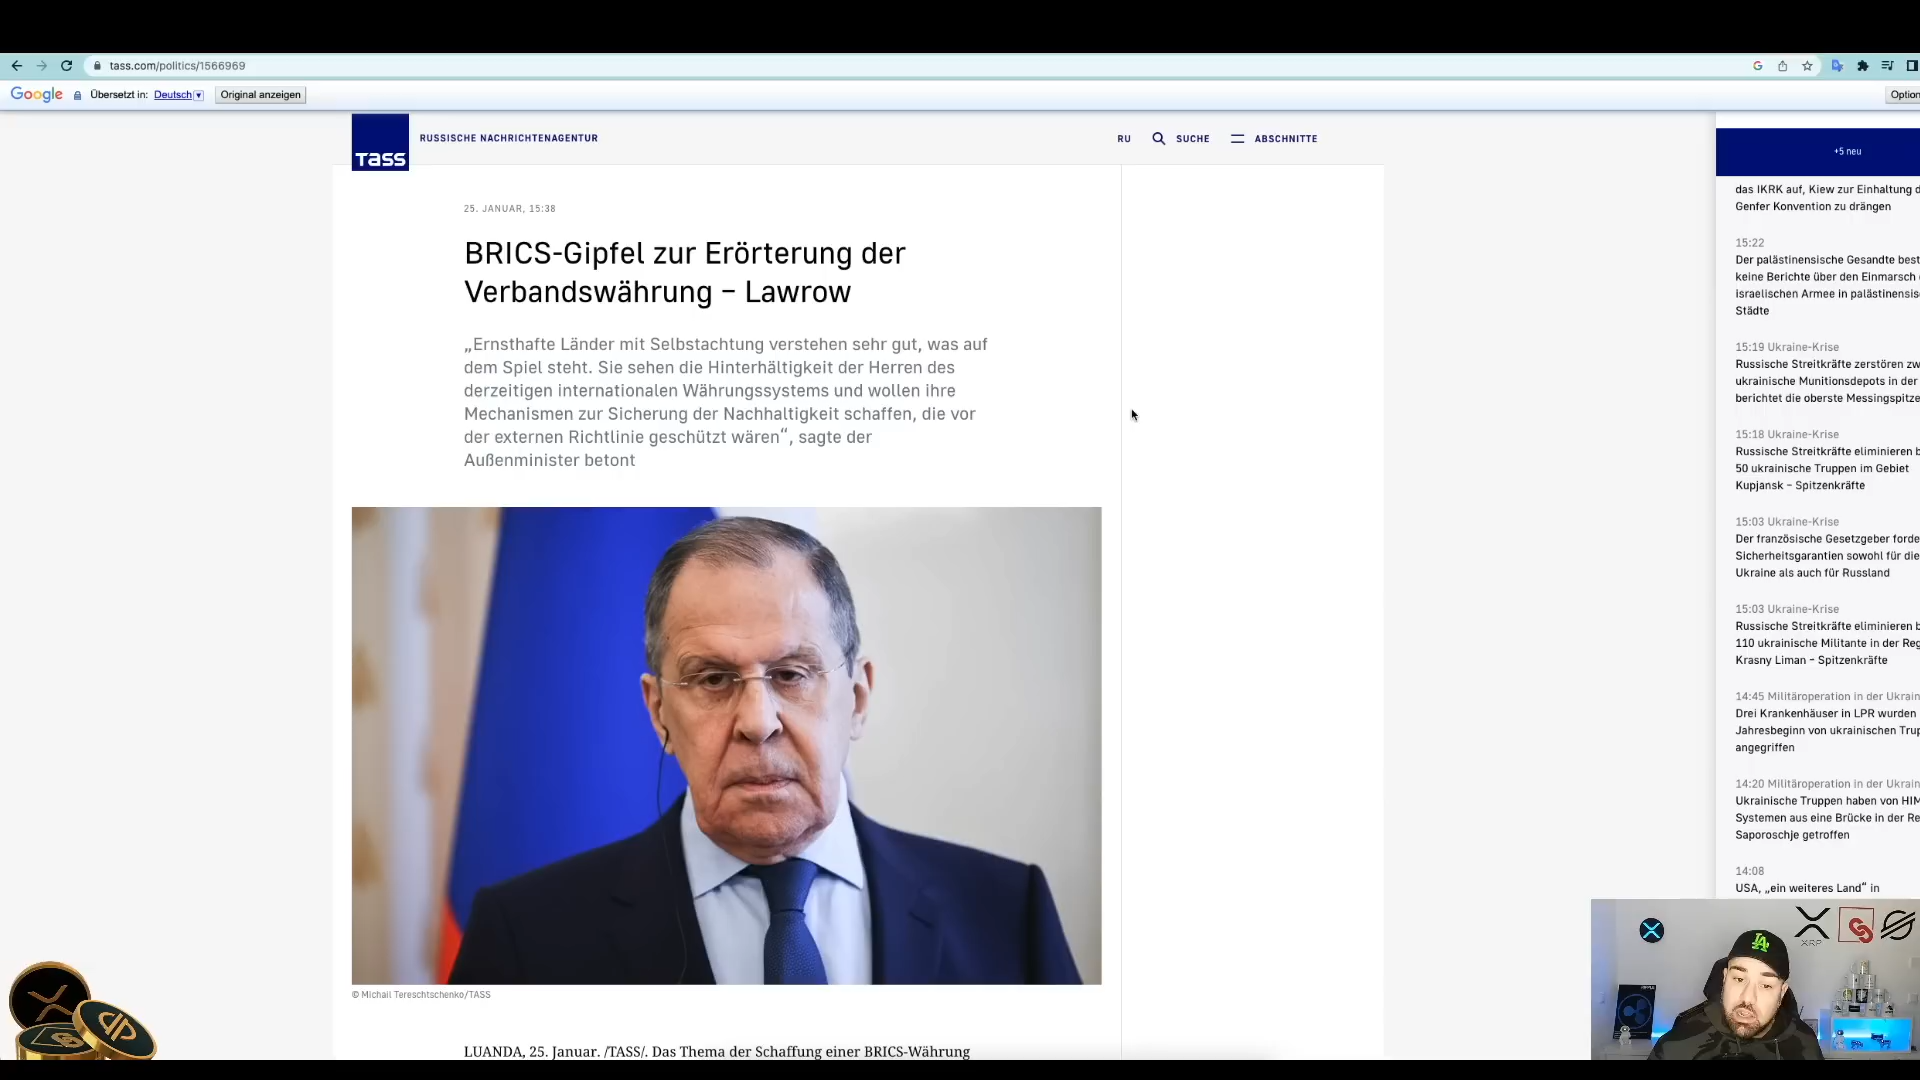 tass.com/politics/1566969
Google Übersetzt in: Deutsch Original anzeigen
Option
Tass
RUSSISCHE NACHRICHTENAGENTUR
RU SUCHE ABSCHNITTE
25. JANUAR, 15:38
BRICS-Gipfel zur Erörterung der
Verbandswährung – Lawrow
„Ernsthafte Länder mit Selbstachtung verstehen sehr gut, was auf
dem Spiel steht. Sie sehen die Hinterhältigkeit der Herren des
derzeitigen internationalen Währungssystems und wollen ihre
Mechanismen zur Sicherung der Nachhaltigkeit schaffen, die vor
der externen Richtlinie geschützt wären“, sagte der
Außenminister betont
© Michail Tereschtschenko/TASS
LUANDA, 25. Januar. /TASS/. Das Thema der Schaffung einer BRICS-Währung
+5 neu
das IKRK auf, Kiew zur Einhaltung d
Genfer Konvention zu drängen
15:22
Der palästinensische Gesandte best
keine Berichte über den Einmarsch
israelischen Armee in palästinensis
Städte
15:19 Ukraine-Krise
Russische Streitkräfte zerstören zw
ukrainische Munitionsdepots in der
berichtet die oberste Messingspitze
15:18 Ukraine-Krise
Russische Streitkräfte eliminieren b
50 ukrainische Truppen im Gebiet
Kupjansk – Spitzenkräfte
15:03 Ukraine-Krise
Der französische Gesetzgeber forde
Sicherheitsgarantien sowohl für die
Ukraine als auch für Russland
15:03 Ukraine-Krise
Russische Streitkräfte eliminieren b
110 ukrainische Militante in der Reg
Krasny Liman – Spitzenkräfte
14:45 Militäroperation in der Ukrain
Drei Krankenhäuser in LPR wurden
Jahresbeginn von ukrainischen Trup
angegriffen
14:20 Militäroperation in der Ukrain
Ukrainische Truppen haben von HIM
Systemen aus eine Brücke in der Re
Saporoschje getroffen
14:08
USA, „ein weiteres Land“ in
XRP
LA
RIPPLE